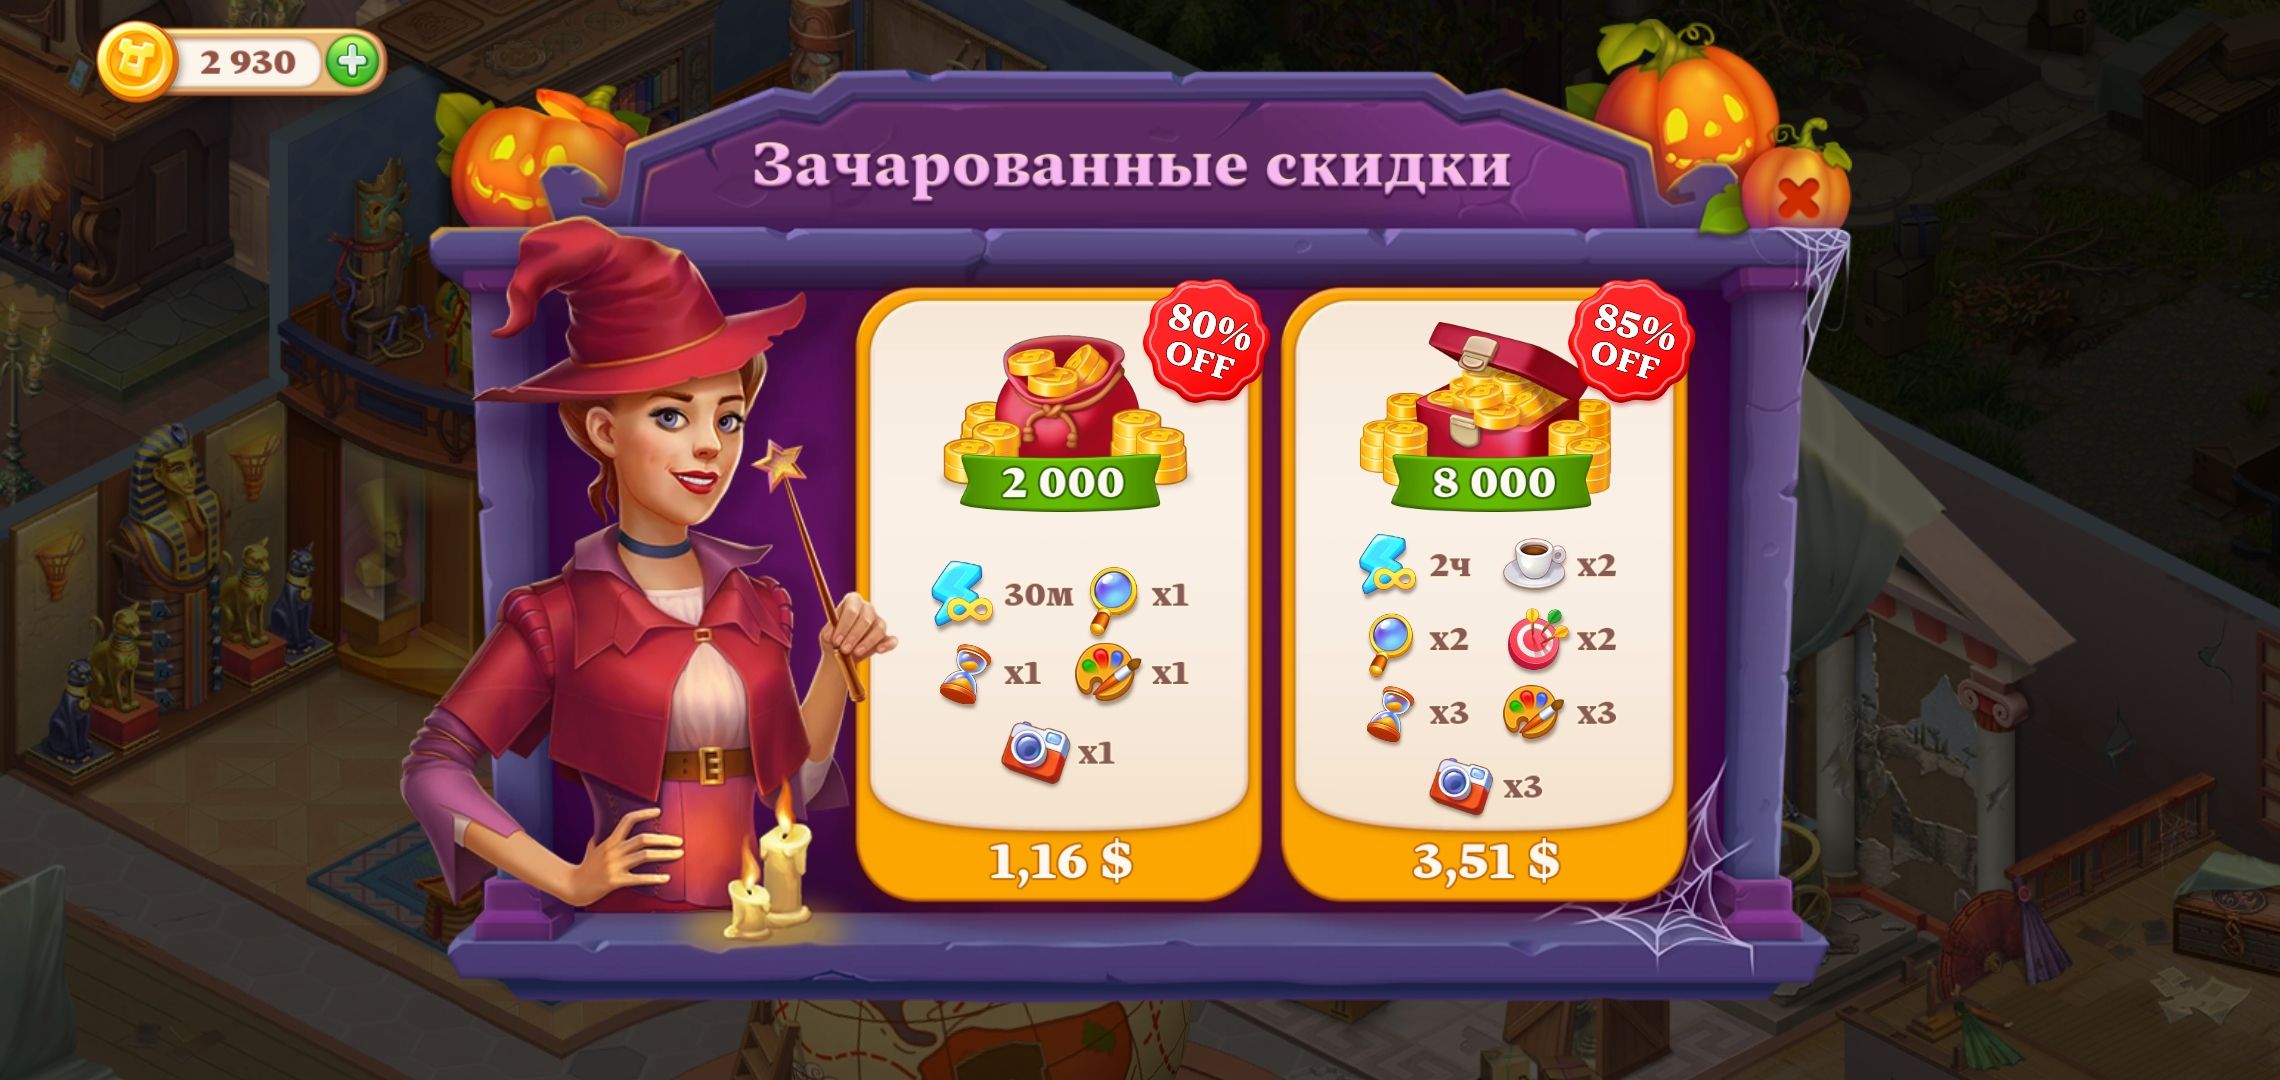 2 930
Зачарованные скидки
80%
OFF
2 000
30м x1
x1 x1
x1
1,16 $
85%
OFF
8 000
2ч x2
x2 x2
x3 x3
x3
3,51 $